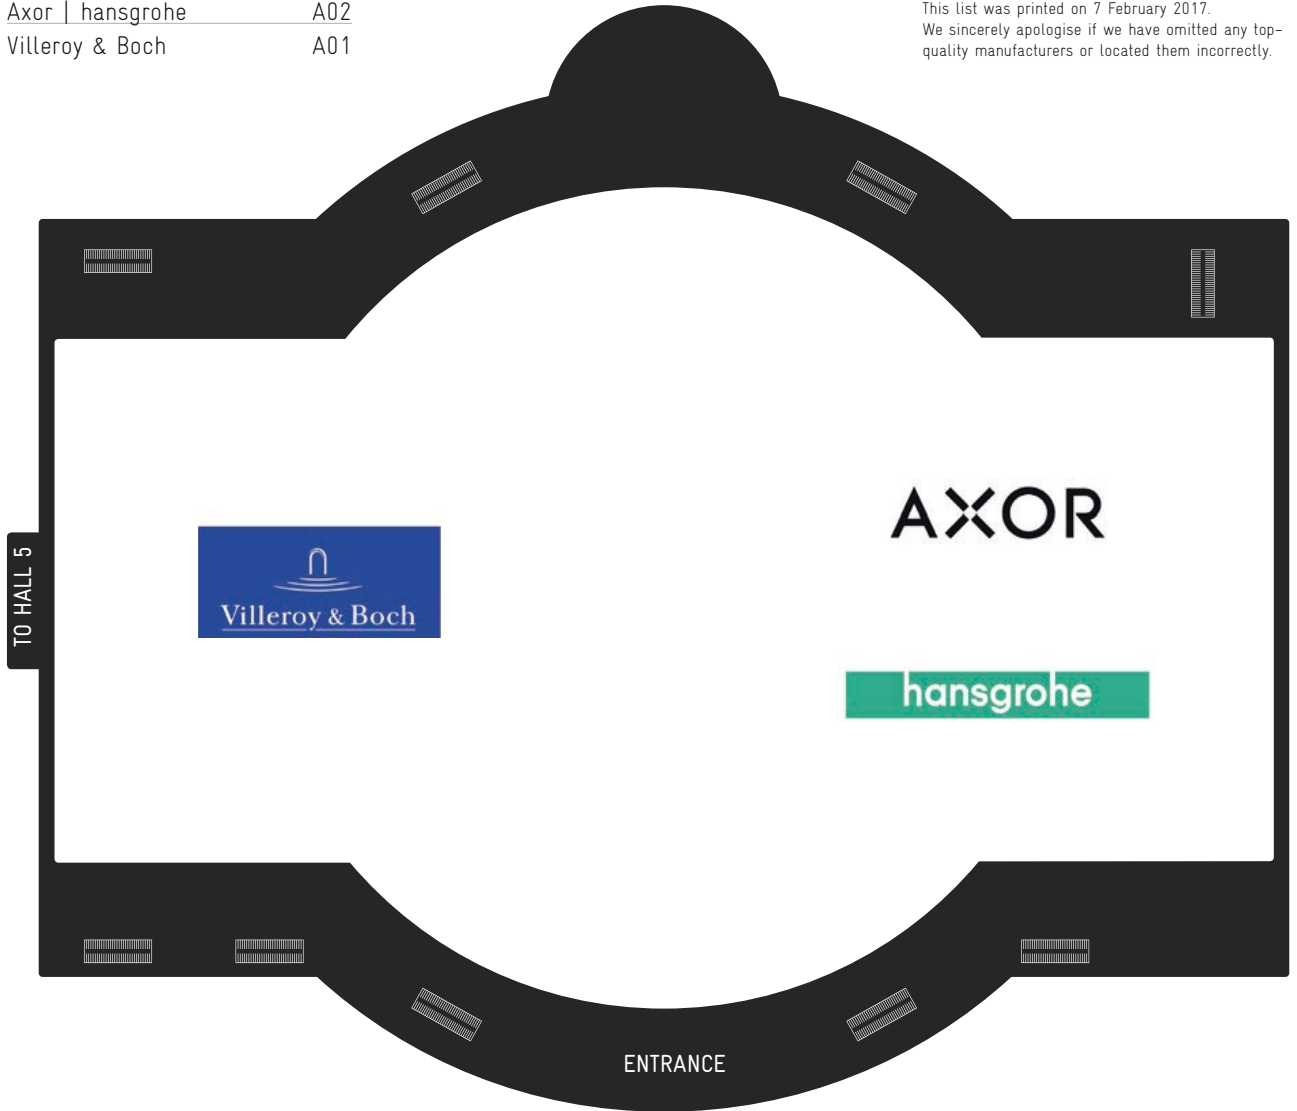 Axor | hansgrohe A02
Villeroy & Boch A01
This list was printed on 7 February 2017.
We sincerely apologise if we have omitted any top-
quality manufacturers or located them incorrectly.
AXOR
TO HALL 5
Villeroy & Boch
hansgrohe
ENTRANCE